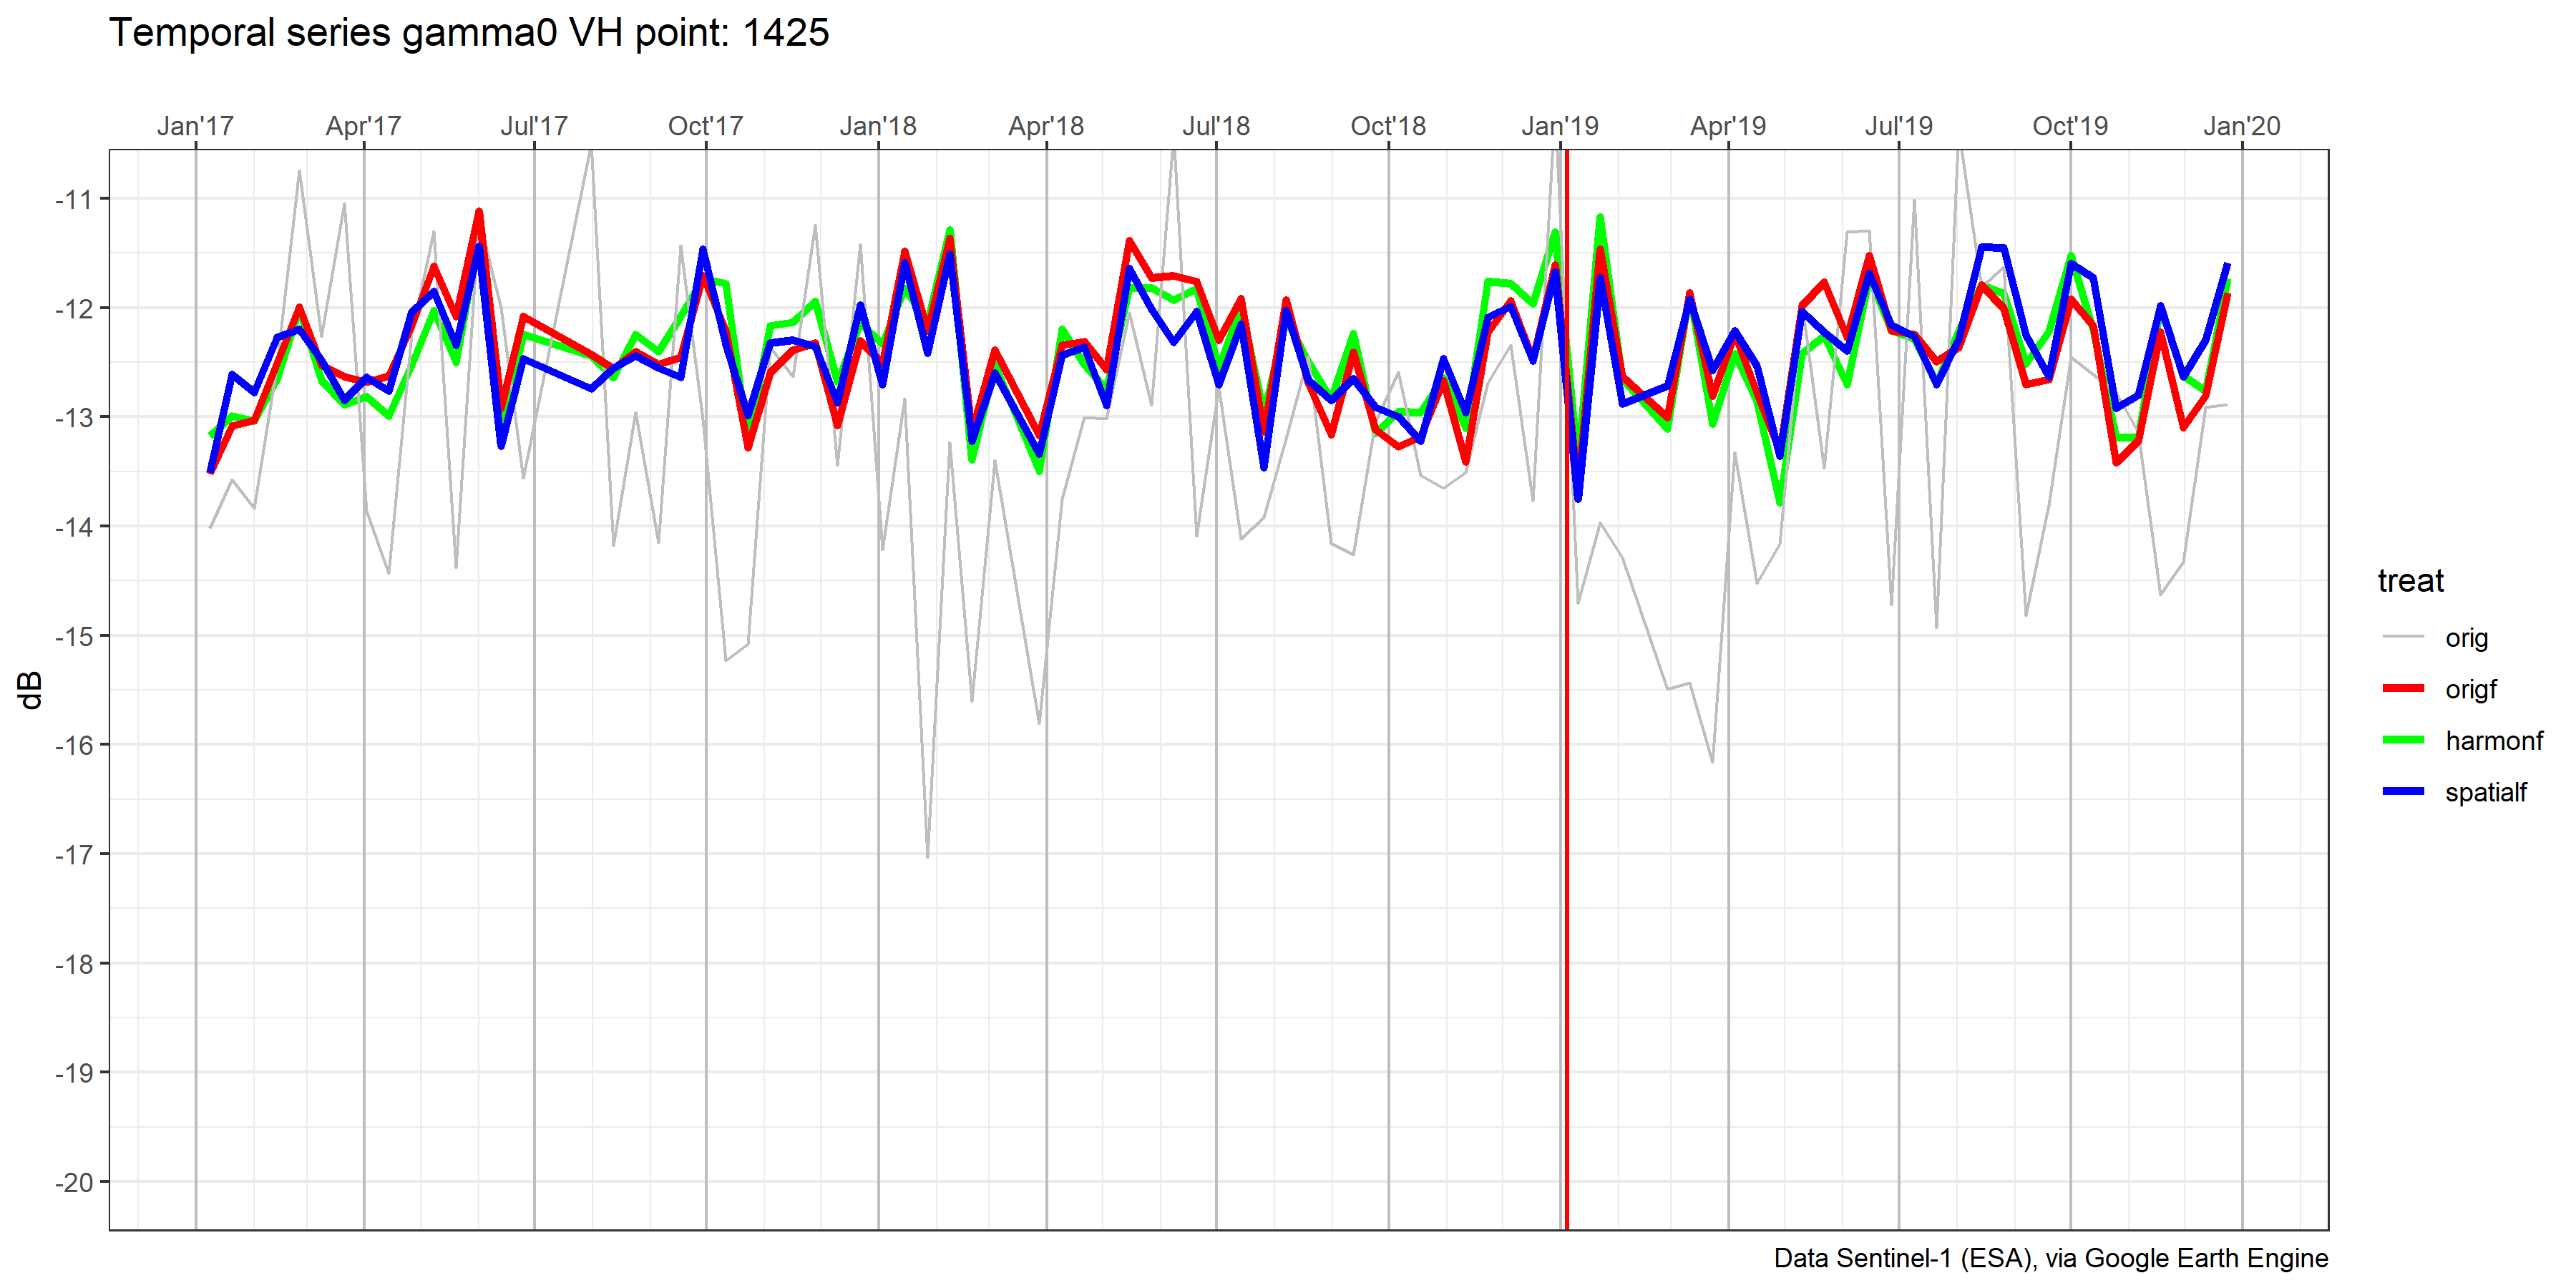 Temporal series gamma0 VH point: 1425
Jan'17 Apr'17 Jul'17 Oct'17 Jan'18 Apr'18 Jul'18 Oct'18 Jan'19 Apr'19 Jul'19 Oct'19 Jan'20
-11
-12
-13
-14
-15
-16
-17
-18
-19
-20
dB
treat
orig
origf
harmonf
spatialf
Data Sentinel-1 (ESA), via Google Earth Engine